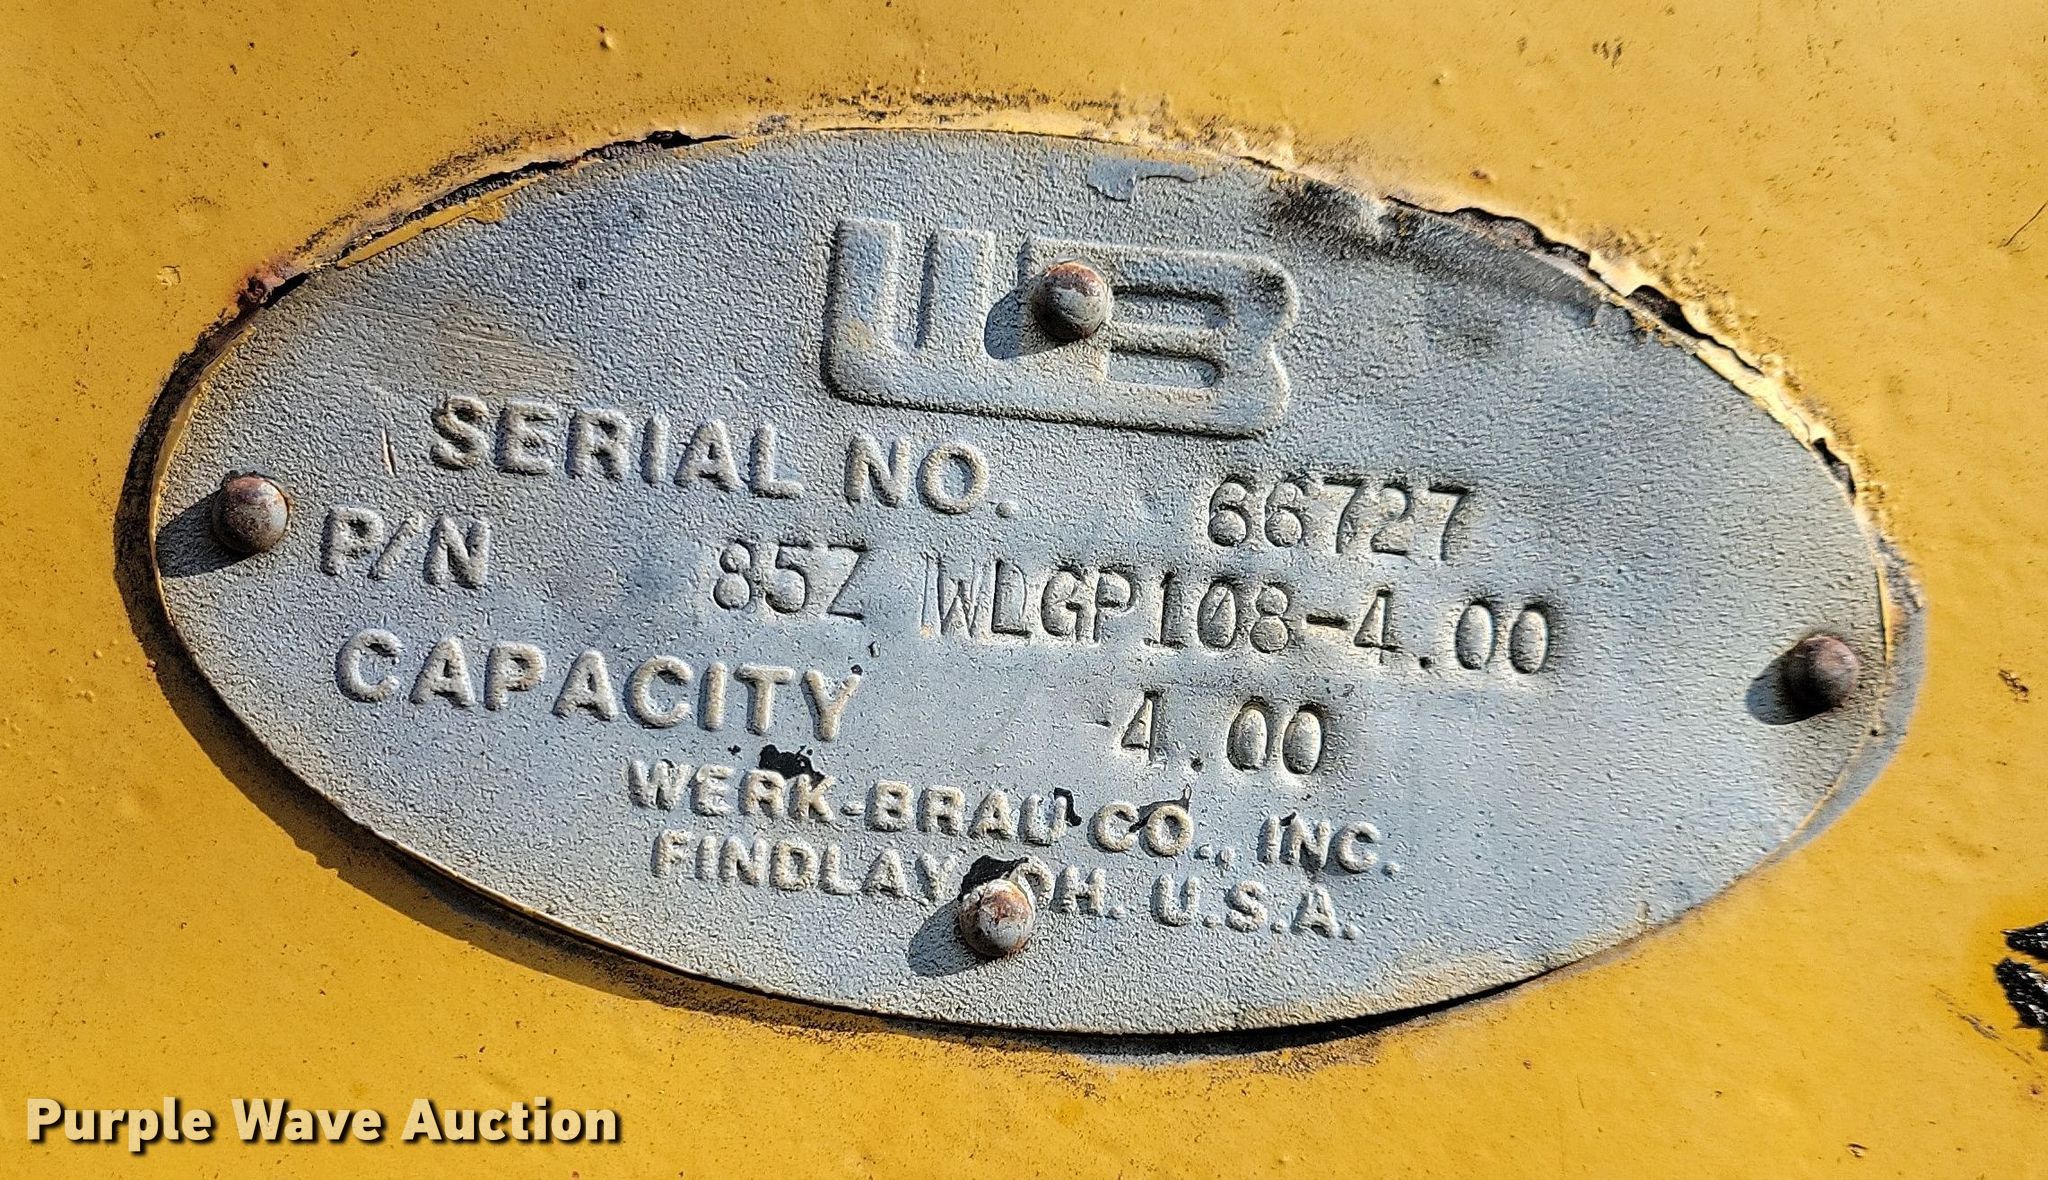 WB
SERIAL NO. 66727
P/N 85Z WLGP108-4.00
CAPACITY 4.00
WERK-BRAU CO., INC.
FINDLAY OH. U.S.A.
Purple Wave Auction